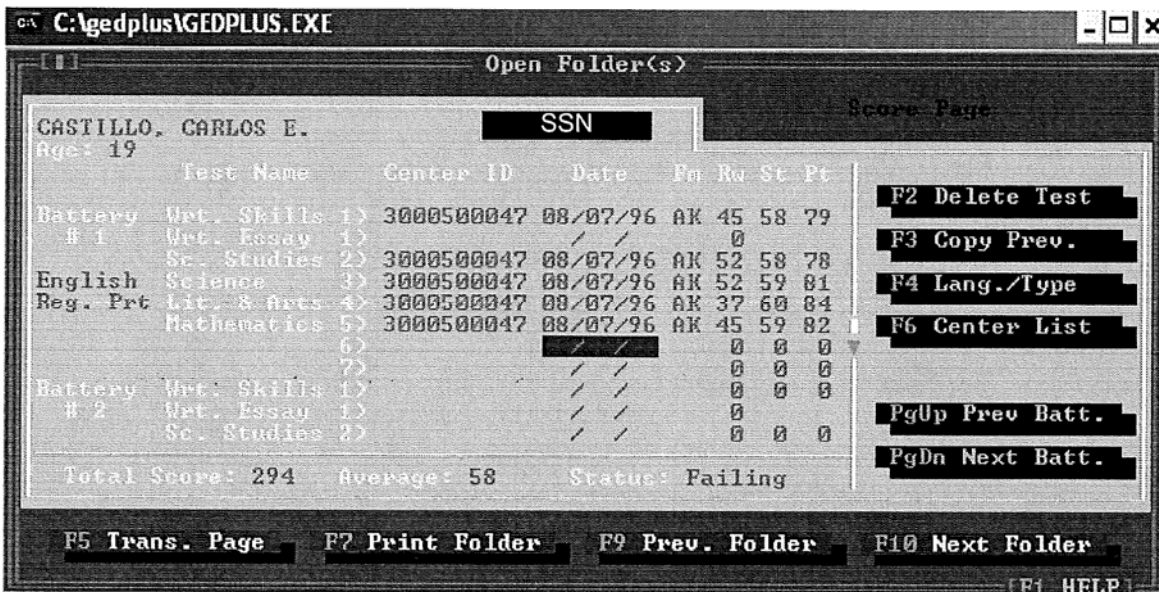 C:\gedplus\GEDPLUS.EXE
Open Folder(s)
Score Page
CASTILLO, CARLOS E. SSN
Age: 19
Test Name Center ID Date Fm Rw St Pt
Battery Wrt. Skills 1) 3000500047 08/07/96 AK 45 58 79
# 1 Wrt. Essay 1) / / 0
Sc. Studies 2) 3000500047 08/07/96 AK 52 58 78
English Science 3) 3000500047 08/07/96 AK 52 59 81
Reg. Prt Lit. & Arts 4) 3000500047 08/07/96 AK 37 60 84
Mathematics 5) 3000500047 08/07/96 AK 45 59 82
6) / / 0 0 0
7) / / 0 0 0
Battery Wrt. Skills 1) / / 0 0 0
# 2 Wrt. Essay 1) / / 0
Sc. Studies 2) / / 0 0 0
Total Score: 294 Average: 58 Status: Failing
F2 Delete Test
F3 Copy Prev.
F4 Lang./Type
F6 Center List
PgUp Prev Batt.
PgDn Next Batt.
F5 Trans. Page F7 Print Folder F9 Prev. Folder F10 Next Folder
[F1 HELP]